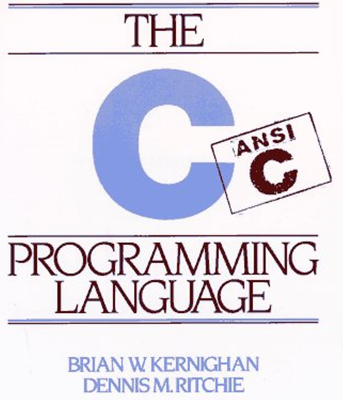 THE
C
ANSI
C
PROGRAMMING
LANGUAGE
BRIAN W. KERNIGHAN
DENNIS M. RITCHIE